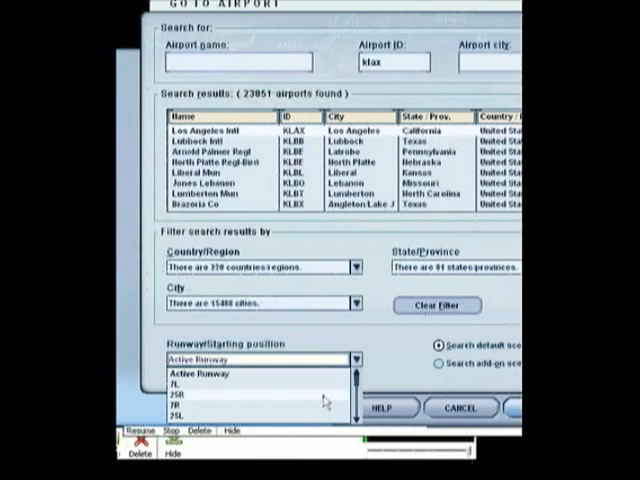 GO TO AIRPORT
Search for:
Airport name: Airport ID: Airport city:
klax
Search results: ( 23851 airports found )
Name ID City State / Prov. Country /
Los Angeles Intl KLAX Los Angeles California United Sta
Lubbock Intl KLBB Lubbock Texas United Sta
Arnold Palmer Regl KLBE Latrobe Pennsylvania United Sta
North Platte Regl-Bird KLBF North Platte Nebraska United Sta
Liberal Mun KLBL Liberal Kansas United Sta
Jones Lebanon KLBO Lebanon Missouri United Sta
Lumberton Mun KLBT Lumberton North Carolina United Sta
Brazoria Co KLBX Angleton Lake J Texas United Sta
Filter search results by
Country/Region State/Province
There are 220 countries/regions. There are 81 states/provinces.
City
There are 15888 cities. Clear Filter
Runway/Starting position
Active Runway
Search default sce
Search add-on sce
Active Runway
7L
25R
7R
25L
HELP CANCEL
Resume Stop Delete Hide
Delete Hide